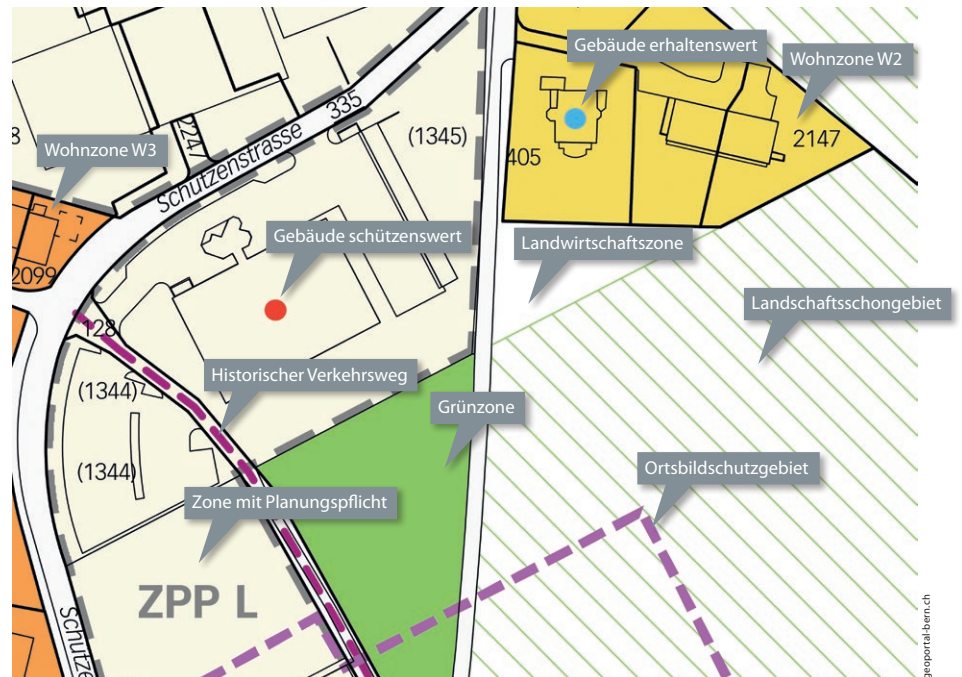 Gebäude erhaltenswert
Wohnzone W2
335
2247
(1345)
Schützenstrasse
Wohnzone W3
405
2147
Gebäude schützenswert
Landwirtschaftszone
2099
Landschaftsschongebiet
128
Historischer Verkehrsweg
(1344)
Grünzone
(1344)
Ortsbildschutzgebiet
Zone mit Planungspflicht
ZPP L
Schütze
geoportal-bern.ch